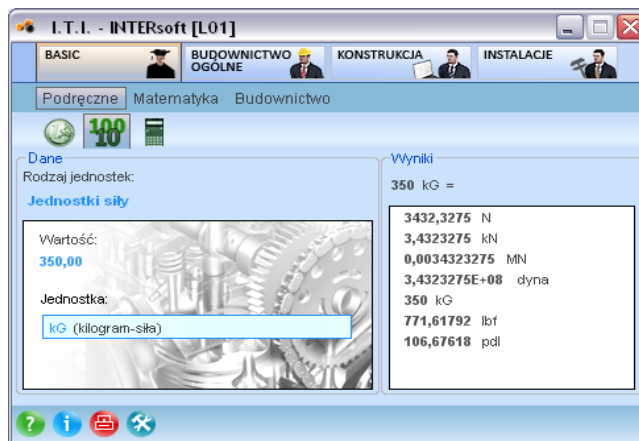 I.T.I. - INTERsoft [L01]
BASIC
BUDOWNICTWO
OGÓLNE
KONSTRUKCJA
INSTALACJE
Podręczne Matematyka Budownictwo
100
10
Dane
Rodzaj jednostek:
Jednostki siły
Wartość:
350,00
Jednostka:
kG (kilogram-siła)
Wyniki
350 kG =
3432,3275 N
3,4323275 kN
0,0034323275 MN
3,4323275E+08 dyna
350 kG
771,61792 lbf
106,67618 pdl